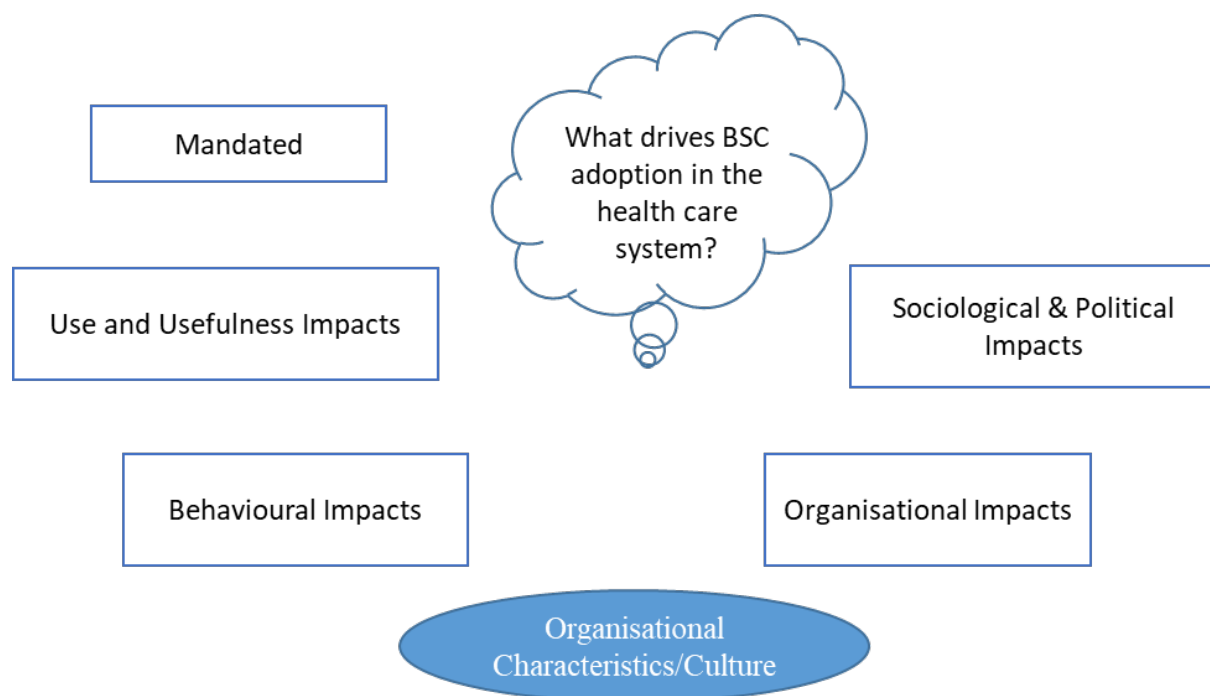 Mandated
What drives BSC
adoption in the
health care
system?
Use and Usefulness Impacts
Sociological & Political
Impacts
Behavioural Impacts
Organisational Impacts
Organisational
Characteristics/Culture